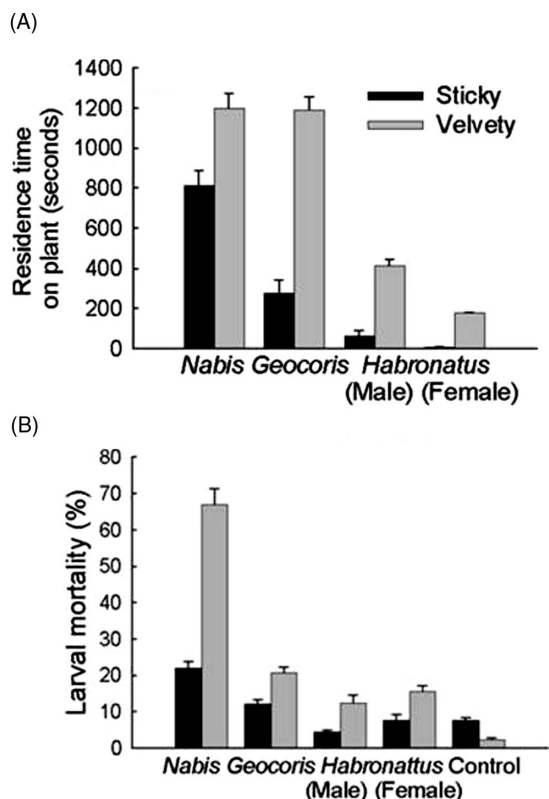 (A)
1400
1200
1000
800
600
400
200
0
Residence time
on plant (seconds)
Sticky
Velvety
Nabis Geocoris Habronatus
(Male) (Female)
(B)
80
70
60
50
40
30
20
10
0
Larval mortality (%)
Nabis Geocoris Habronattus Control
(Male) (Female)